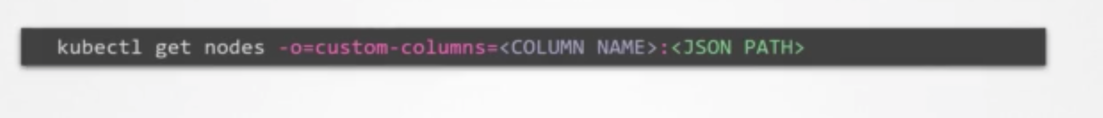 kubectl get nodes -o=custom-columns=<COLUMN NAME>:<JSON PATH>